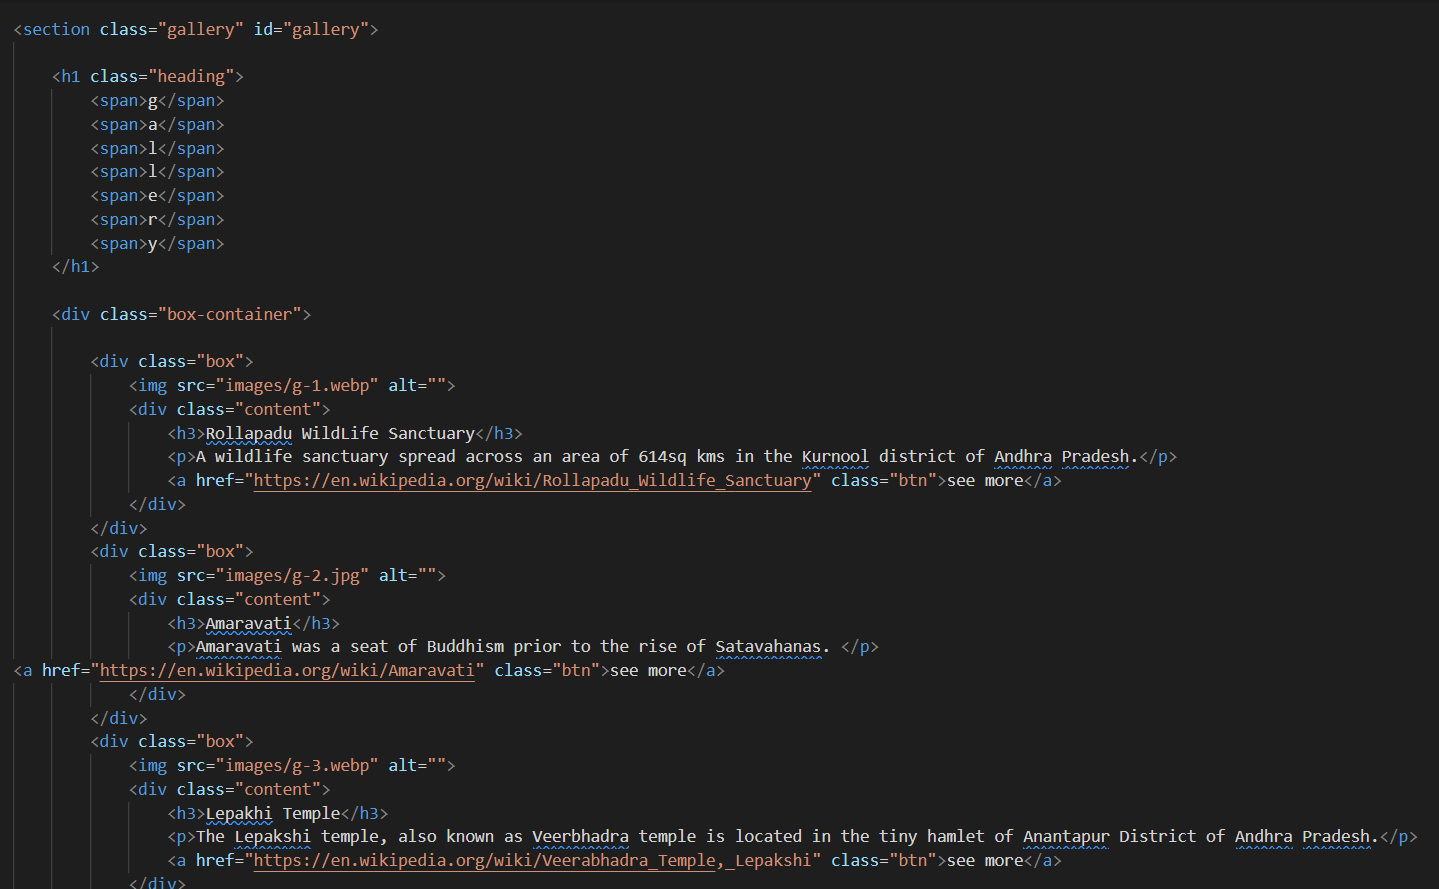 <section class="gallery" id="gallery">
<h1 class="heading">
<span>g</span>
<span>a</span>
<span>l</span>
<span>l</span>
<span>e</span>
<span>r</span>
<span>y</span>
</h1>
<div class="box-container">
<div class="box">
<img src="images/g-1.webp" alt="">
<div class="content">
<h3>Rollapadu WildLife Sanctuary</h3>
<p>A wildlife sanctuary spread across an area of 614sq kms in the Kurnool district of Andhra Pradesh.</p>
<a href="https://en.wikipedia.org/wiki/Rollapadu_Wildlife_Sanctuary" class="btn">see more</a>
</div>
</div>
<div class="box">
<img src="images/g-2.jpg" alt="">
<div class="content">
<h3>Amaravati</h3>
<p>Amaravati was a seat of Buddhism prior to the rise of Satavahanas. </p>
<a href="https://en.wikipedia.org/wiki/Amaravati" class="btn">see more</a>
</div>
</div>
<div class="box">
<img src="images/g-3.webp" alt="">
<div class="content">
<h3>Lepakhi Temple</h3>
<p>The Lepakshi temple, also known as Veerbhadra temple is located in the tiny hamlet of Anantapur District of Andhra Pradesh.</p>
<a href="https://en.wikipedia.org/wiki/Veerabhadra_Temple,_Lepakshi" class="btn">see more</a>
</div>